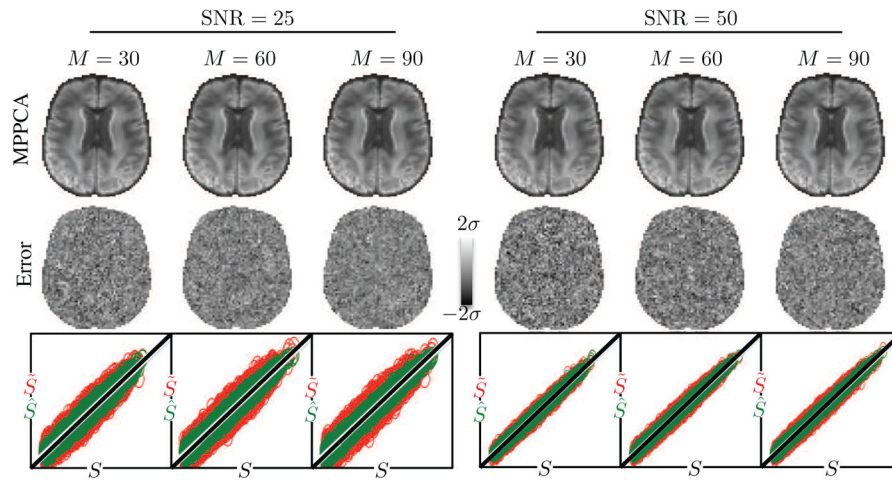 SNR = 25 SNR = 50
M = 30 M = 60 M = 90 M = 30 M = 60 M = 90
MPPCA
Error
2σ
−2σ
S̃ S̃ S̃ S̃ S̃ S̃
Ŝ Ŝ Ŝ Ŝ Ŝ Ŝ
S S S S S S